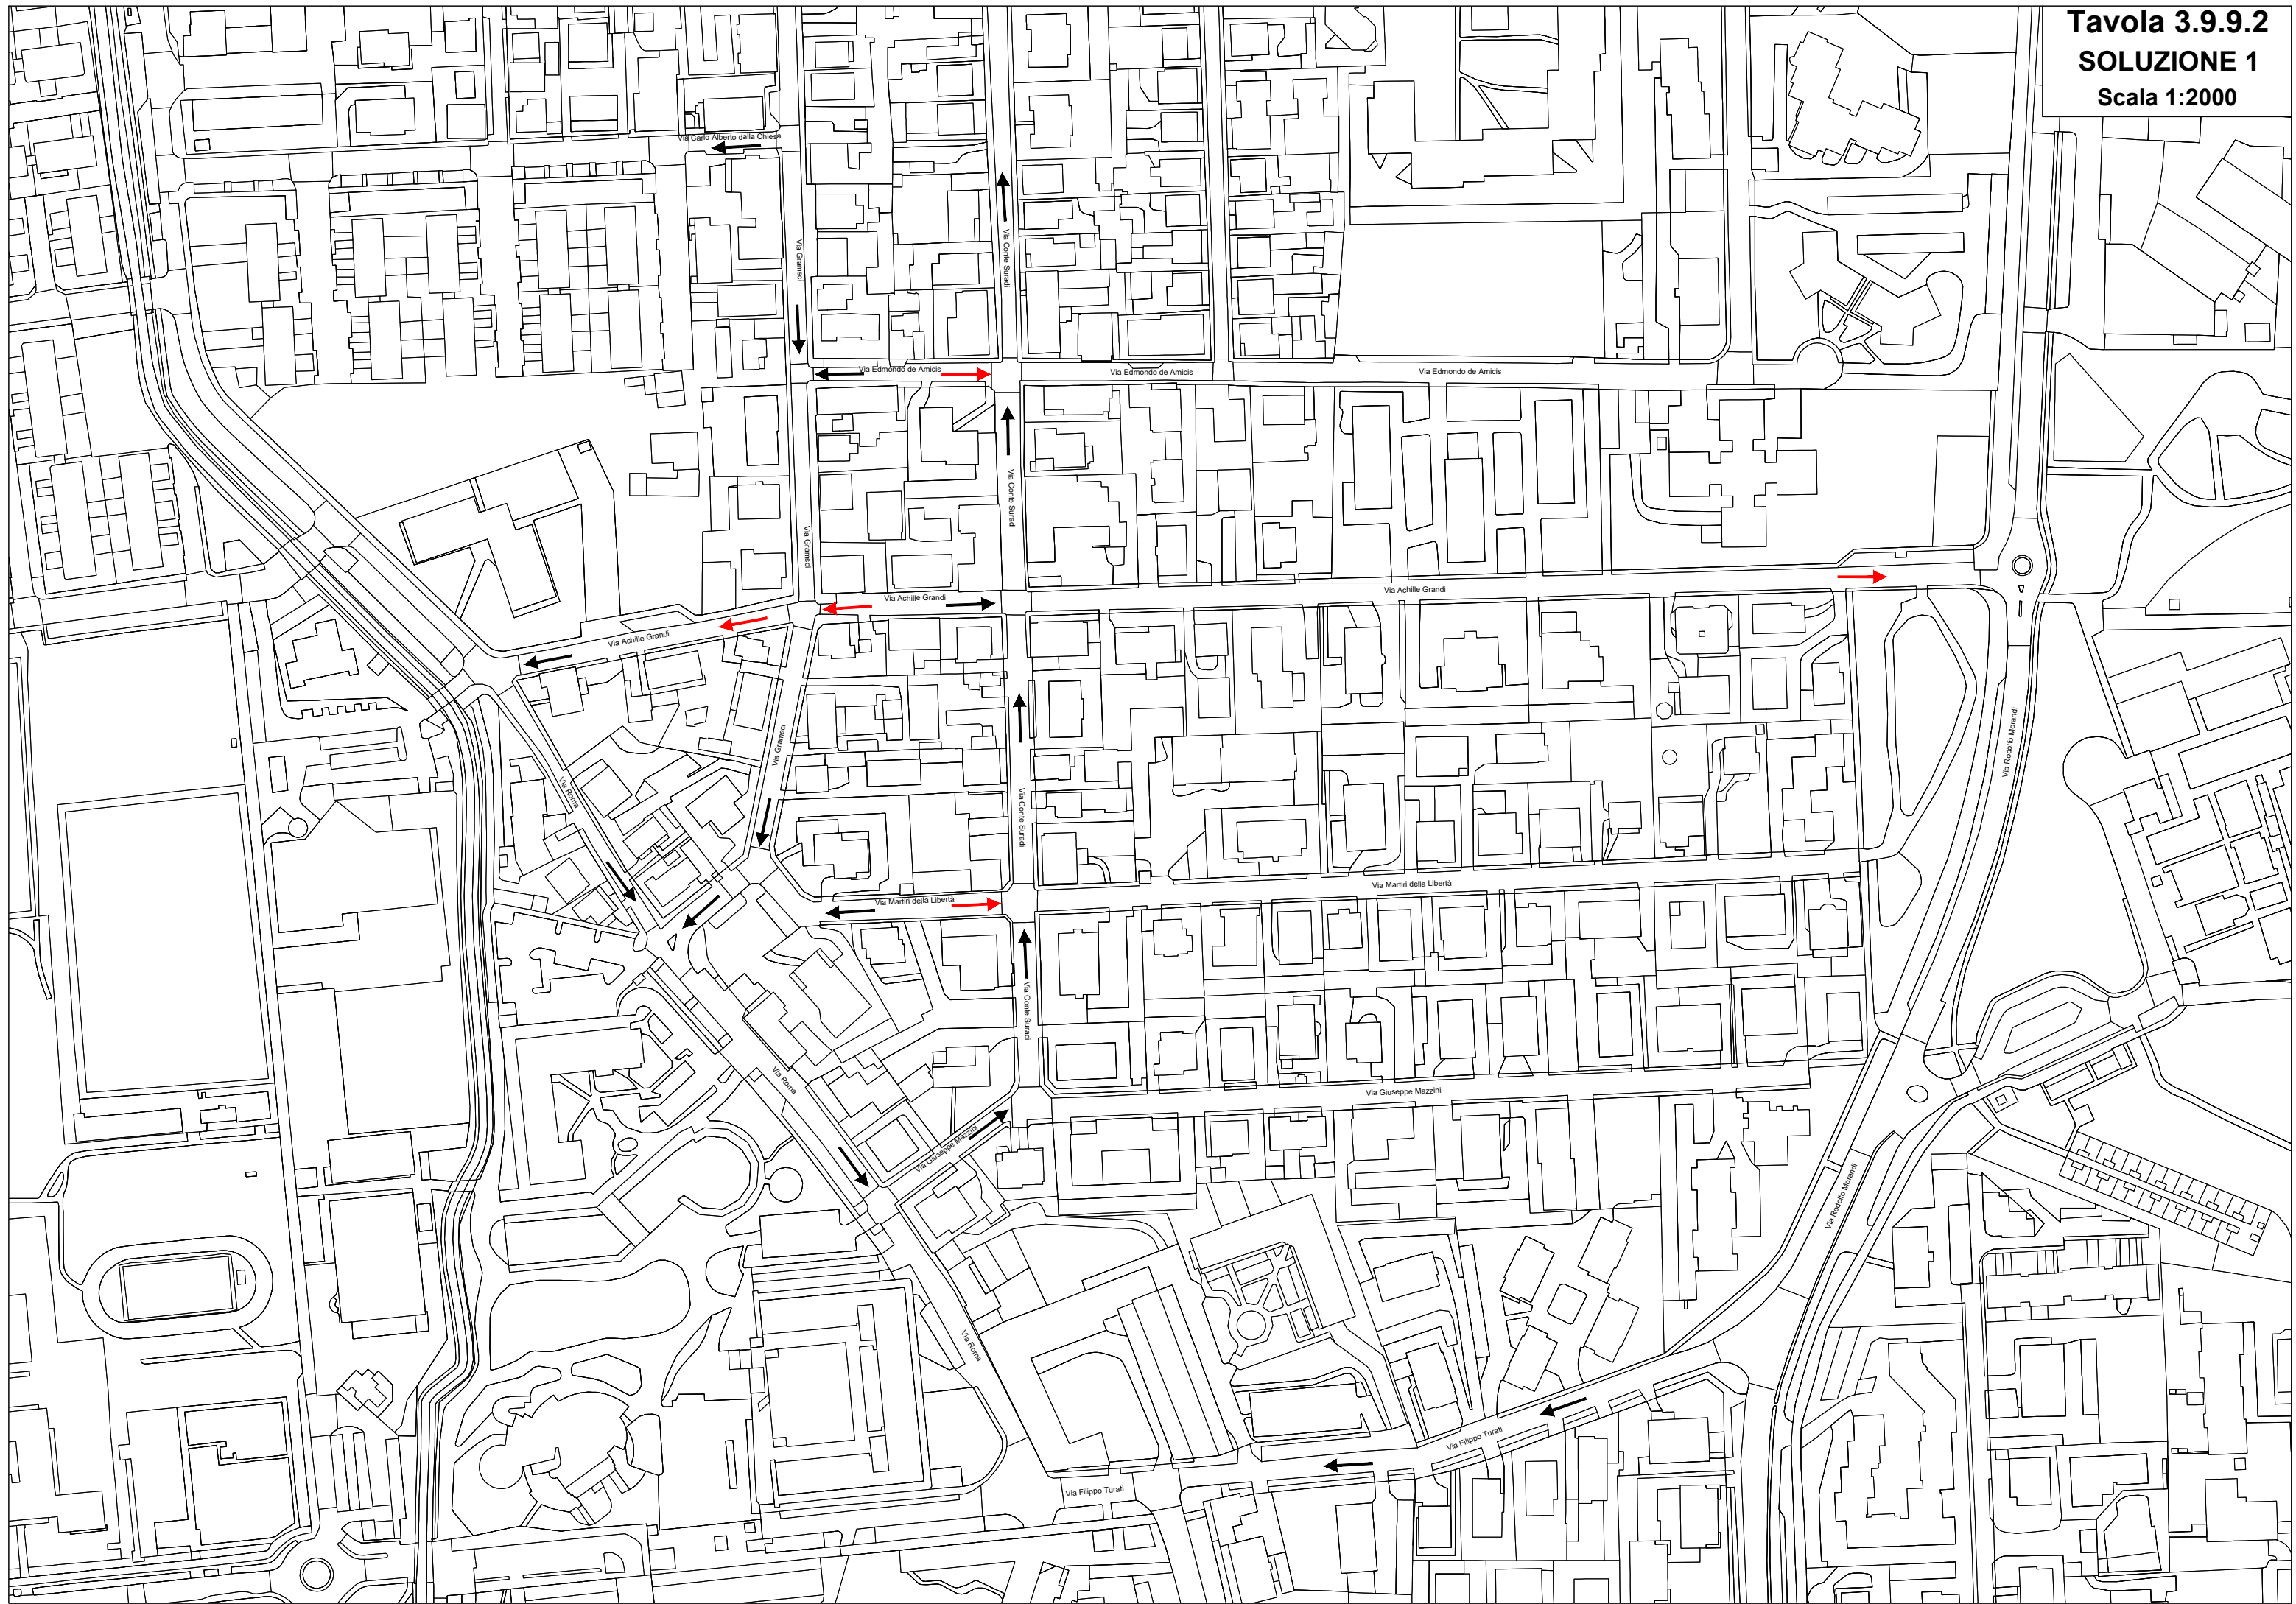 Tavola 3.9.9.2
SOLUZIONE 1
Scala 1:2000
Via Carlo Alberto dalla Chiesa
Via Gramsci
Via Conte Suradi
Via Edmondo de Amicis
Via Edmondo de Amicis
Via Edmondo de Amicis
Via Conte Suradi
Via Gramsci
Via Achille Grandi
Via Achille Grandi
Via Achille Grandi
Via Gramsci
Via Rodolfo Morandi
Via Roma
Via Conte Suradi
Via Martiri della Libertà
Via Martiri della Libertà
Via Conte Suradi
Via Roma
Via Giuseppe Mazzini
Via Giuseppe Mazzini
Via Rodolfo Morandi
Via Roma
Via Filippo Turati
Via Filippo Turati